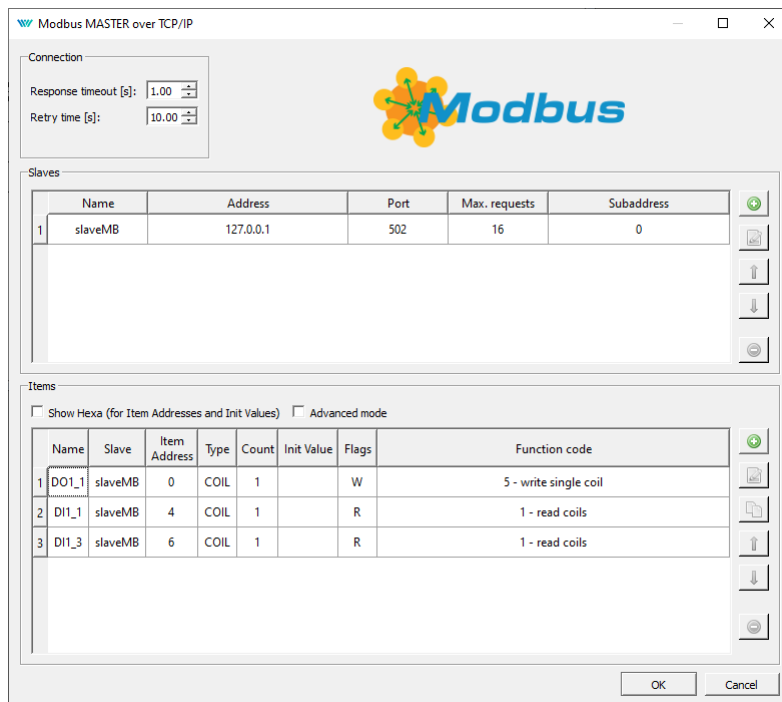 Modbus MASTER over TCP/IP
Connection
Response timeout [s]: 1.00
Retry time [s]: 10.00
Modbus
Slaves
Name Address Port Max. requests Subaddress
1 slaveMB 127.0.0.1 502 16 0
Items
Show Hexa (for Item Addresses and Init Values) Advanced mode
Name Slave Item Address Type Count Init Value Flags Function code
1 DO1_1 slaveMB 0 COIL 1 W 5 - write single coil
2 DI1_1 slaveMB 4 COIL 1 R 1 - read coils
3 DI1_3 slaveMB 6 COIL 1 R 1 - read coils
OK Cancel